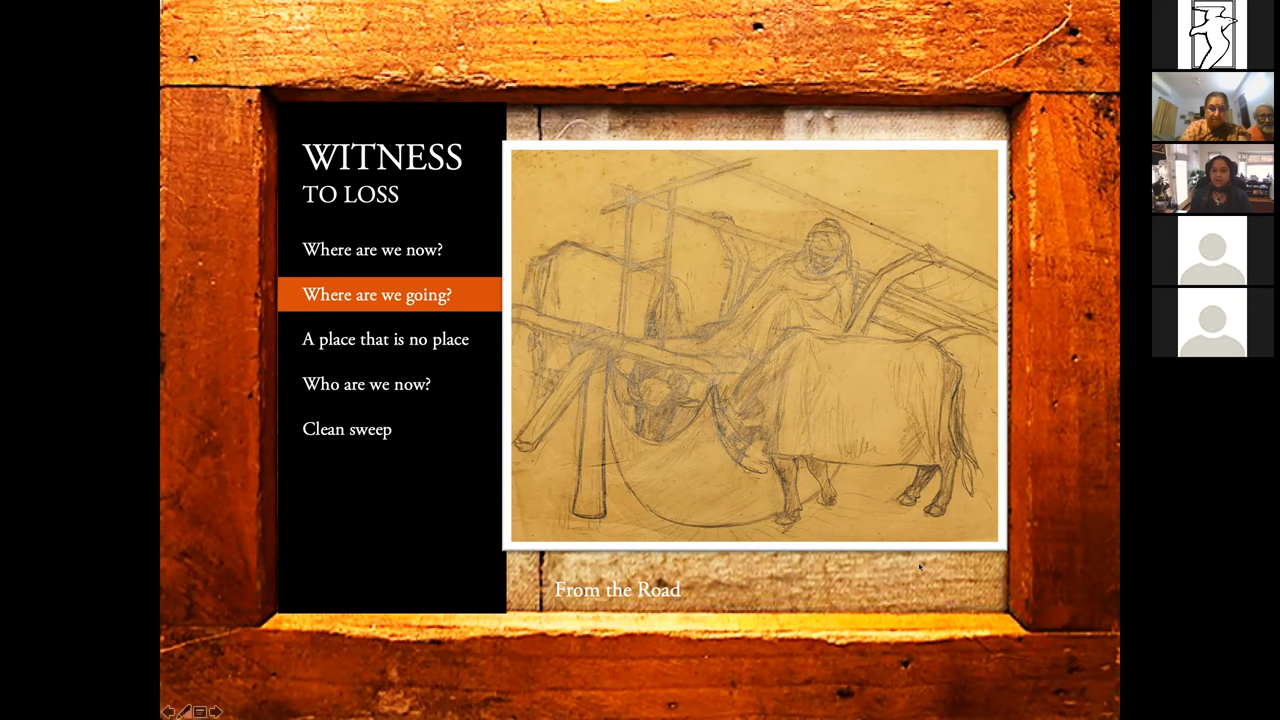 WITNESS
TO LOSS
Where are we now?
Where are we going?
A place that is no place
Who are we now?
Clean sweep
From the Road